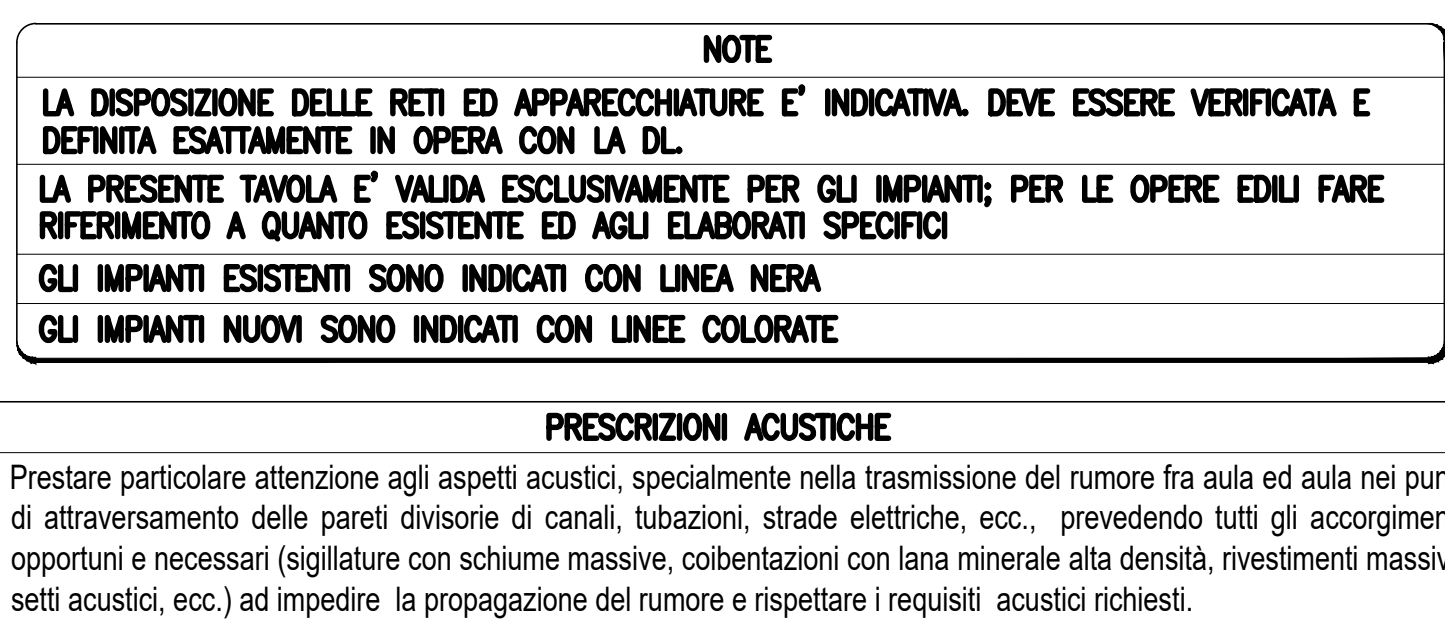 NOTE
LA DISPOSIZIONE DELLE RETI ED APPARECCHIATURE E' INDICATIVA. DEVE ESSERE VERIFICATA E
DEFINITA ESATTAMENTE IN OPERA CON LA DL.
LA PRESENTE TAVOLA E' VALIDA ESCLUSIVAMENTE PER GLI IMPIANTI; PER LE OPERE EDILI FARE
RIFERIMENTO A QUANTO ESISTENTE ED AGLI ELABORATI SPECIFICI
GLI IMPIANTI ESISTENTI SONO INDICATI CON LINEA NERA
GLI IMPIANTI NUOVI SONO INDICATI CON LINEE COLORATE
PRESCRIZIONI ACUSTICHE
Prestare particolare attenzione agli aspetti acustici, specialmente nella trasmissione del rumore fra aula ed aula nei
di attraversamento delle pareti divisorie di canali, tubazioni, strade elettriche, ecc., prevedendo tutti gli
opportuni e necessari (sigillature con schiume massive, coibentazioni con lana minerale alta densità, rivestimenti
setti acustici, ecc.) ad impedire la propagazione del rumore e rispettare i requisiti acustici richiesti.